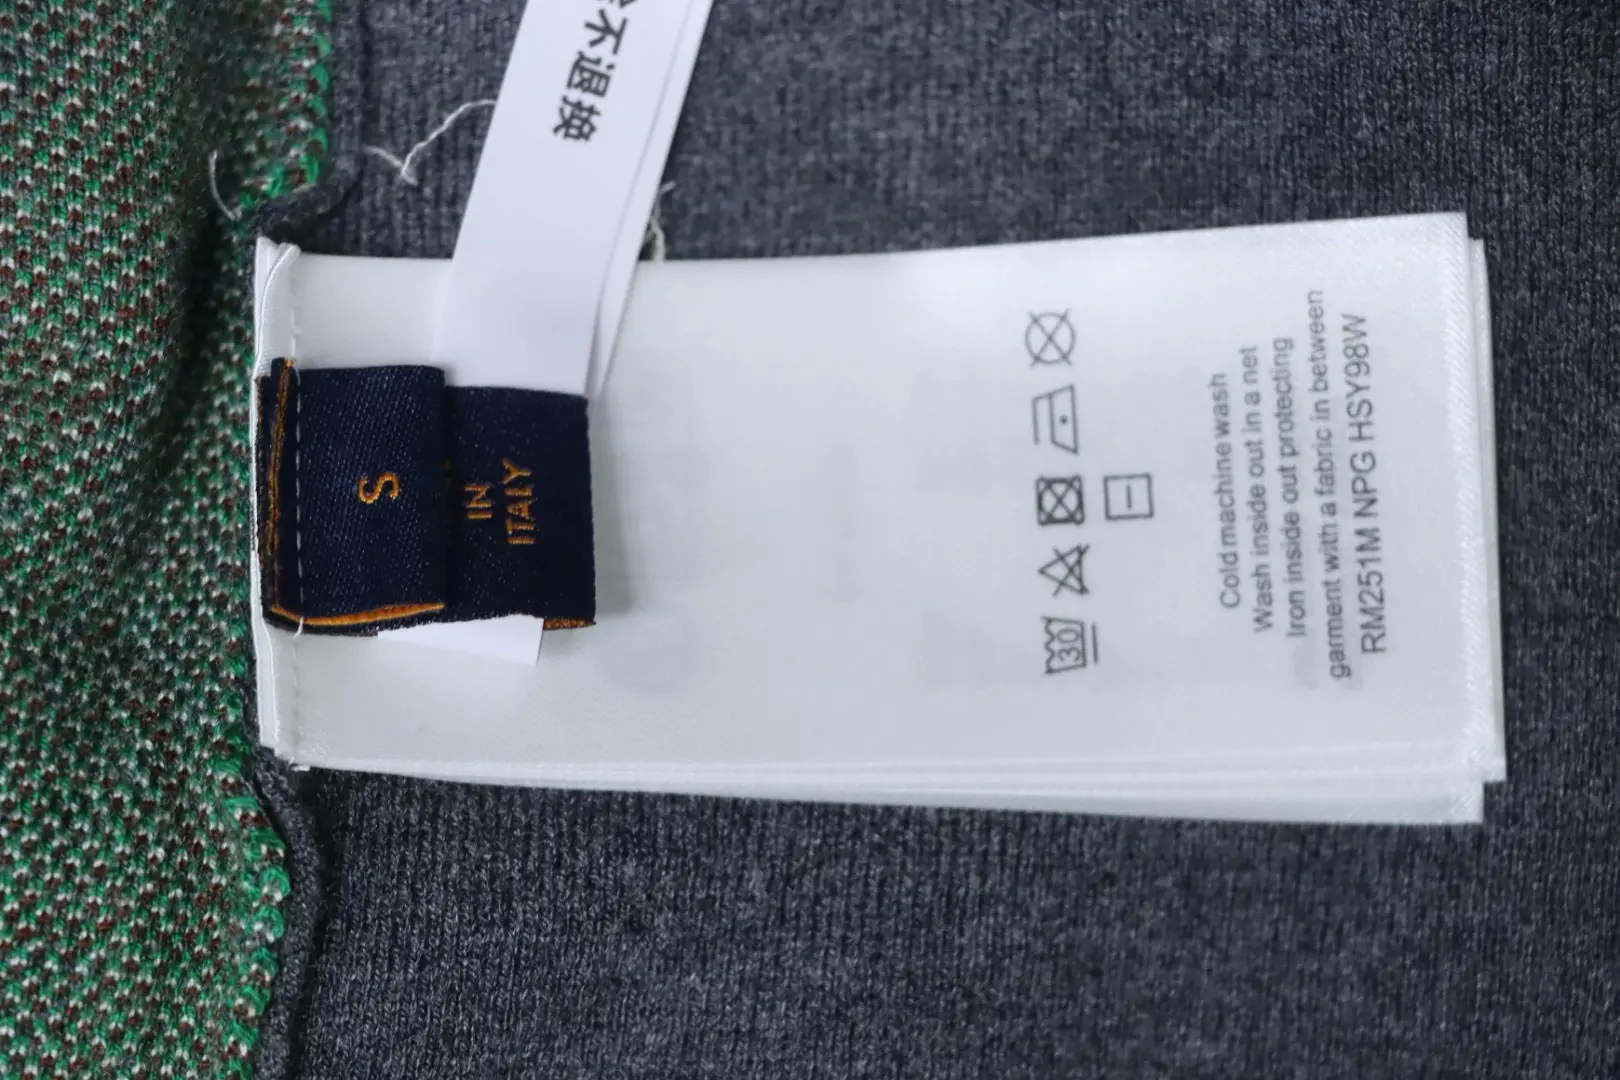 不退换
S
IN
ITALY
30
Cold machine wash
Wash inside out in a net
Iron inside out protecting
garment with a fabric in between
RM251M NPG HSY98W